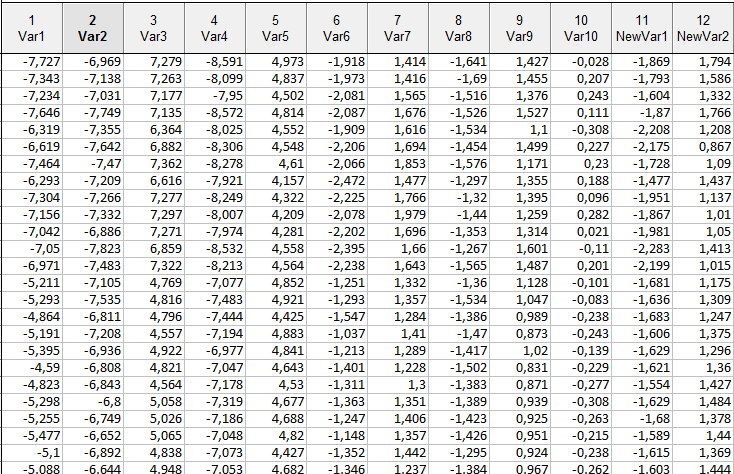 1 2 3 4 5 6 7 8 9 10 11 12
Var1 Var2 Var3 Var4 Var5 Var6 Var7 Var8 Var9 Var10 NewVar1 NewVar2
-7,727 -6,969 7,279 -8,591 4,973 -1,918 1,414 -1,641 1,427 -0,028 -1,869 1,794
-7,343 -7,138 7,263 -8,099 4,837 -1,973 1,416 -1,69 1,455 0,207 -1,793 1,586
-7,234 -7,031 7,177 -7,95 4,502 -2,081 1,565 -1,516 1,376 0,243 -1,604 1,332
-7,646 -7,749 7,135 -8,572 4,814 -2,087 1,676 -1,526 1,527 0,111 -1,87 1,766
-6,319 -7,355 6,364 -8,025 4,552 -1,909 1,616 -1,534 1,1 -0,308 -2,208 1,208
-6,619 -7,642 6,882 -8,306 4,548 -2,206 1,694 -1,454 1,499 0,227 -2,175 0,867
-7,464 -7,47 7,362 -8,278 4,61 -2,066 1,853 -1,576 1,171 0,23 -1,728 1,09
-6,293 -7,209 6,616 -7,921 4,157 -2,472 1,477 -1,297 1,355 0,188 -1,477 1,437
-7,304 -7,266 7,277 -8,249 4,322 -2,225 1,766 -1,32 1,395 0,096 -1,951 1,137
-7,156 -7,332 7,297 -8,007 4,209 -2,078 1,979 -1,44 1,259 0,282 -1,867 1,01
-7,042 -6,886 7,271 -7,974 4,281 -2,202 1,696 -1,353 1,314 0,021 -1,981 1,05
-7,05 -7,823 6,859 -8,532 4,558 -2,395 1,66 -1,267 1,601 -0,11 -2,283 1,413
-6,971 -7,483 7,322 -8,213 4,564 -2,238 1,643 -1,565 1,487 0,201 -2,199 1,015
-5,211 -7,105 4,769 -7,077 4,852 -1,251 1,332 -1,36 1,128 -0,101 -1,681 1,175
-5,293 -7,535 4,816 -7,483 4,921 -1,293 1,357 -1,534 1,047 -0,083 -1,636 1,309
-4,864 -6,811 4,796 -7,444 4,425 -1,547 1,284 -1,386 0,989 -0,238 -1,683 1,247
-5,191 -7,208 4,557 -7,194 4,883 -1,037 1,41 -1,47 0,873 -0,243 -1,606 1,375
-5,395 -6,936 4,922 -6,977 4,841 -1,213 1,289 -1,417 1,02 -0,139 -1,629 1,296
-4,59 -6,808 4,821 -7,047 4,643 -1,401 1,228 -1,502 0,831 -0,229 -1,621 1,36
-4,823 -6,843 4,564 -7,178 4,53 -1,311 1,3 -1,383 0,871 -0,277 -1,554 1,427
-5,298 -6,8 5,058 -7,319 4,677 -1,363 1,351 -1,389 0,939 -0,308 -1,629 1,484
-5,255 -6,749 5,026 -7,186 4,688 -1,247 1,406 -1,423 0,925 -0,263 -1,68 1,378
-5,477 -6,652 5,065 -7,048 4,82 -1,148 1,357 -1,426 0,951 -0,215 -1,589 1,44
-5,1 -6,892 4,838 -7,073 4,427 -1,352 1,442 -1,295 0,924 -0,238 -1,615 1,369
-5,088 -6,644 4,948 -7,053 4,682 -1,346 1,237 -1,384 0,967 -0,262 -1,603 1,444